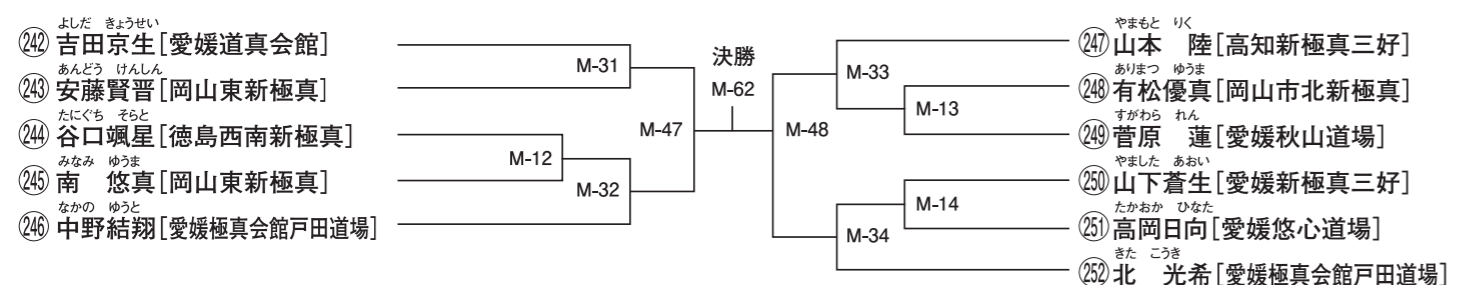 よしだ きょうせい
242 吉田京生[愛媛道真会館]
あんどう けんしん
243 安藤賢晋[岡山東新極真]
たにぐち そらと
244 谷口颯星[徳島西南新極真]
みなみ ゆうま
245 南 悠真[岡山東新極真]
なかの ゆうと
246 中野結翔[愛媛極真会館戸田道場]
M-31
M-12
M-32
M-47
決勝
M-62
M-48
M-33
M-13
M-14
M-34
やまもと りく
247 山本 陸[高知新極真三好]
ありまつ ゆうま
248 有松優真[岡山市北新極真]
すがわら れん
249 菅原 蓮[愛媛秋山道場]
やました あおい
250 山下蒼生[愛媛新極真三好]
たかおか ひなた
251 高岡日向[愛媛悠心道場]
きた こうき
252 北 光希[愛媛極真会館戸田道場]